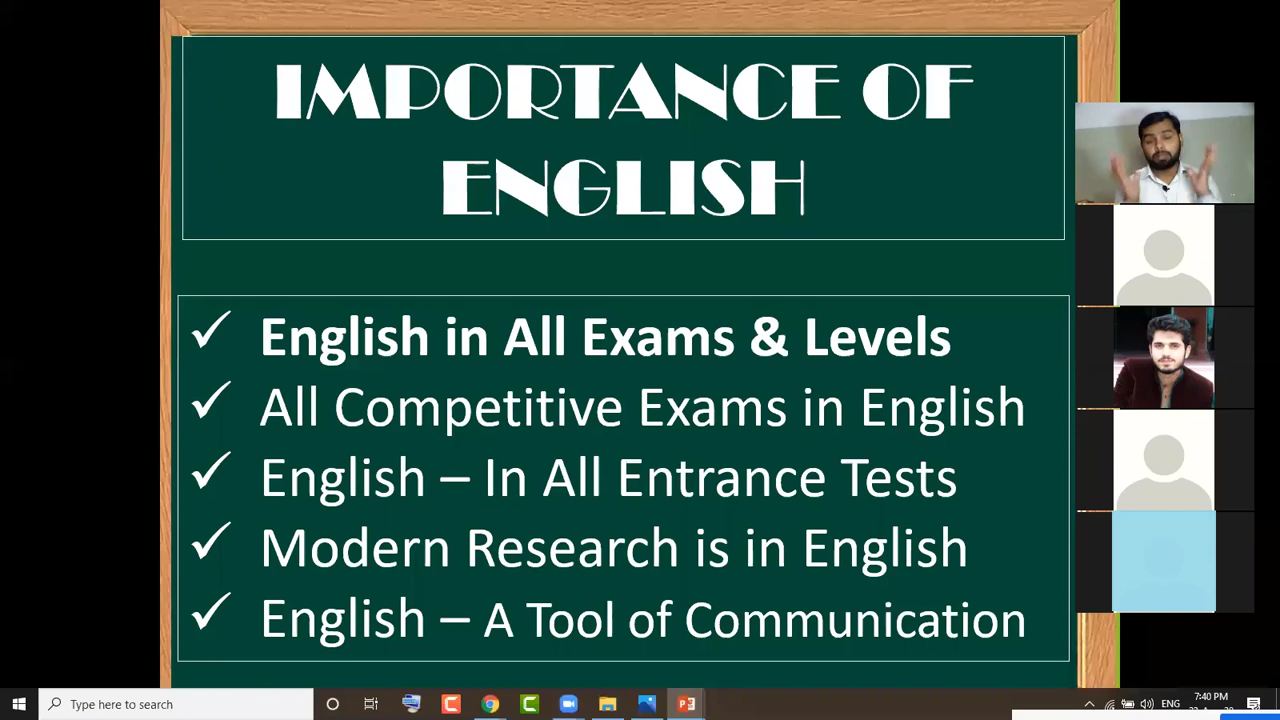 IMPORTANCE OF
ENGLISH
✓ English in All Exams & Levels
✓ All Competitive Exams in English
✓ English – In All Entrance Tests
✓ Modern Research is in English
✓ English – A Tool of Communication
Type here to search
7:40 PM
ENG